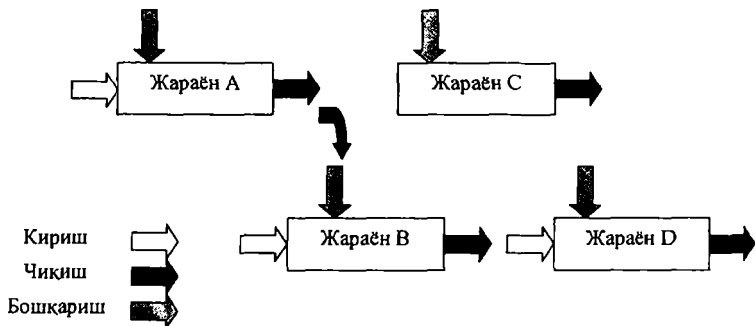 Жараён A
Жараён C
Жараён B
Жараён D
Кириш
Чиқиш
Бошқариш